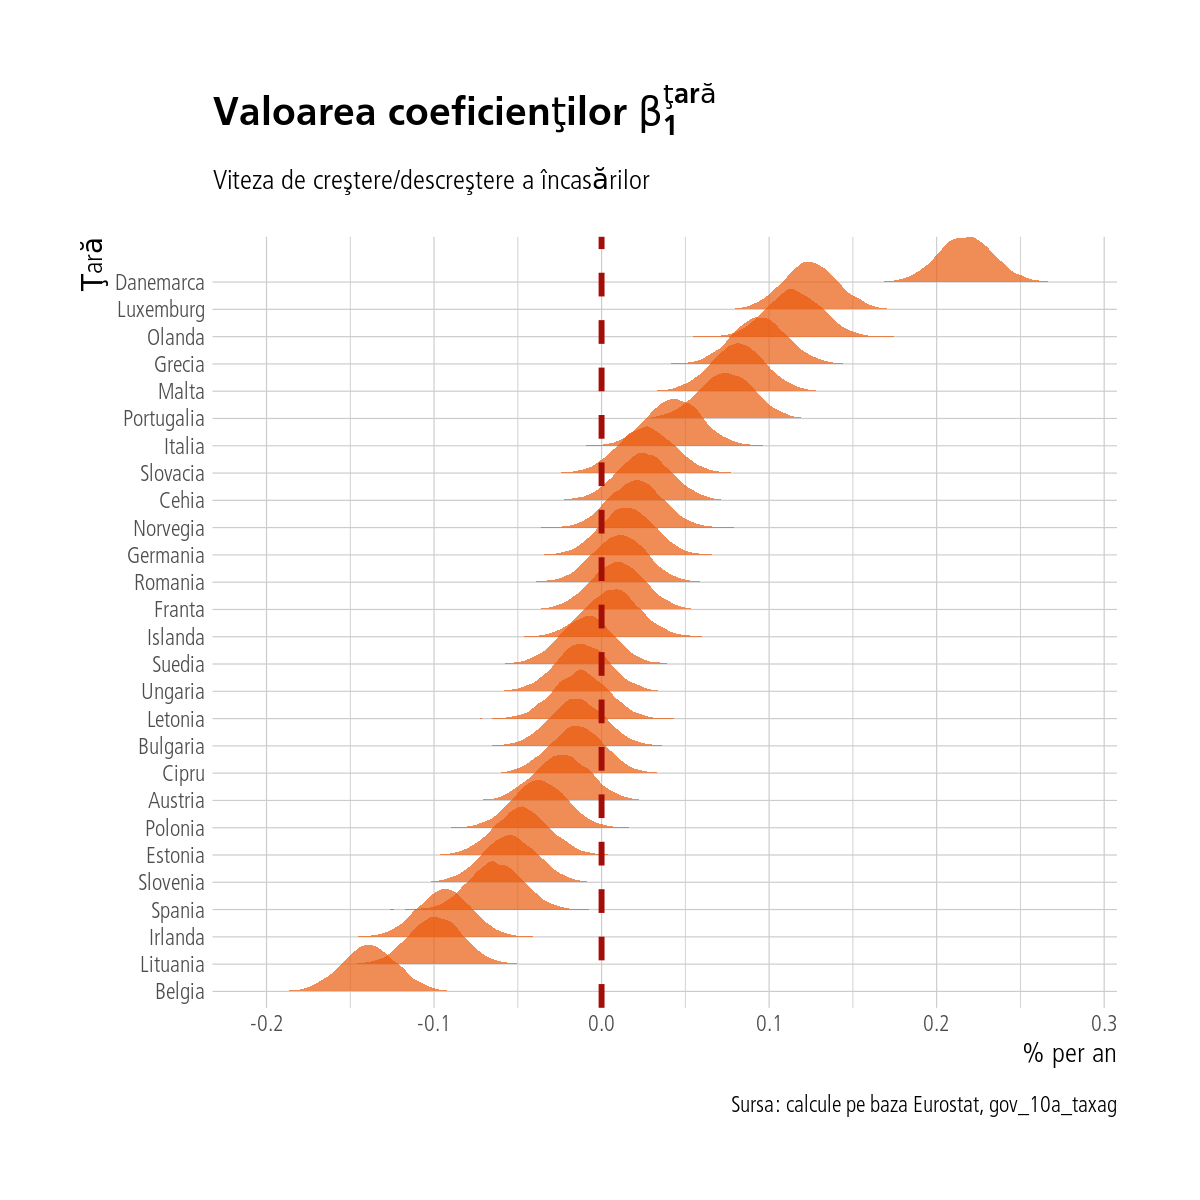 Valoarea coeficienţilor β₁ţară
Viteza de creştere/descreştere a încasărilor
Ţară
Danemarca
Luxemburg
Olanda
Grecia
Malta
Portugalia
Italia
Slovacia
Cehia
Norvegia
Germania
Romania
Franta
Islanda
Suedia
Ungaria
Letonia
Bulgaria
Cipru
Austria
Polonia
Estonia
Slovenia
Spania
Irlanda
Lituania
Belgia
-0.2 -0.1 0.0 0.1 0.2 0.3
% per an
Sursa: calcule pe baza Eurostat, gov_10a_taxag